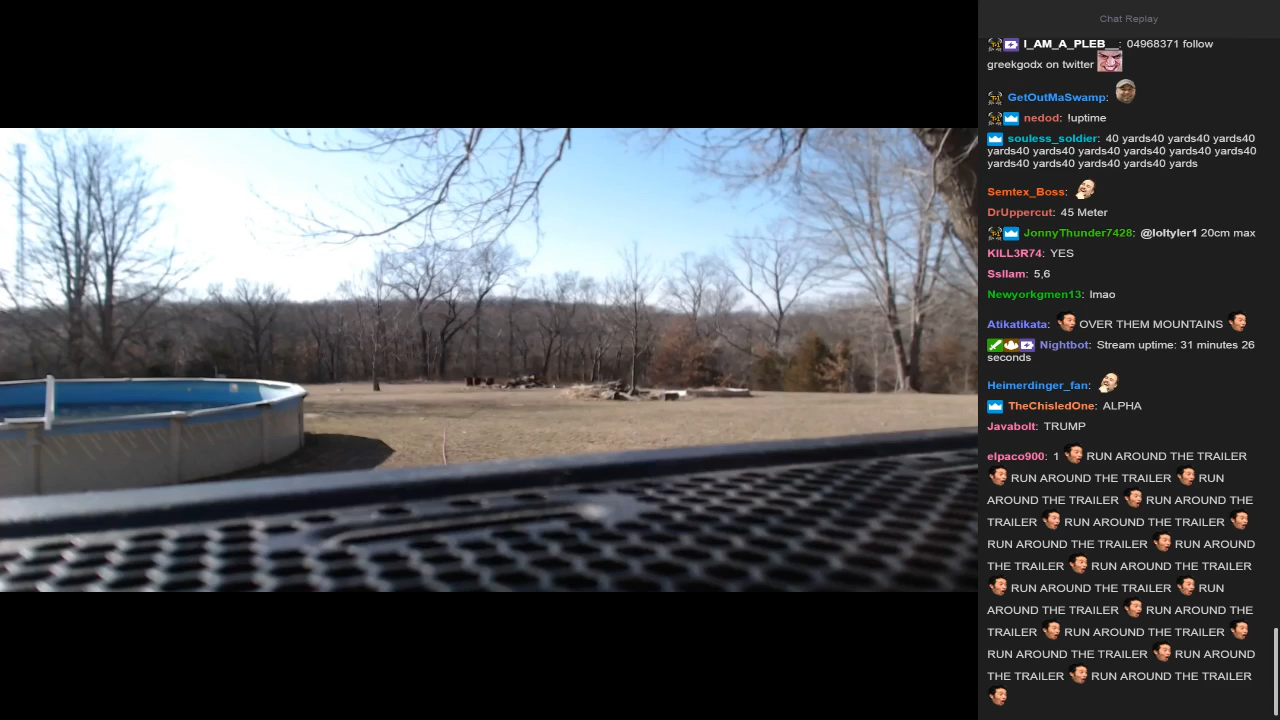 Chat Replay
I_AM_A_PLEB__: 04968371 follow
greekgodx on twitter
GetOutMaSwamp:
nedod: !uptime
souless_soldier: 40 yards40 yards40 yards40
yards40 yards40 yards40 yards40 yards40 yards40
yards40 yards40 yards40 yards40 yards
Semtex_Boss:
DrUppercut: 45 Meter
JonnyThunder7428: @loltyler1 20cm max
KILL3R74: YES
Ssllam: 5,6
Newyorkgmen13: lmao
Atikatikata: OVER THEM MOUNTAINS
Nightbot: Stream uptime: 31 minutes 26
seconds
Heimerdinger_fan:
TheChisledOne: ALPHA
Javabolt: TRUMP
elpaco900: 1 RUN AROUND THE TRAILER
RUN AROUND THE TRAILER RUN
AROUND THE TRAILER RUN AROUND THE
TRAILER RUN AROUND THE TRAILER
RUN AROUND THE TRAILER RUN AROUND
THE TRAILER RUN AROUND THE TRAILER
RUN AROUND THE TRAILER RUN
AROUND THE TRAILER RUN AROUND THE
TRAILER RUN AROUND THE TRAILER
RUN AROUND THE TRAILER RUN AROUND
THE TRAILER RUN AROUND THE TRAILER